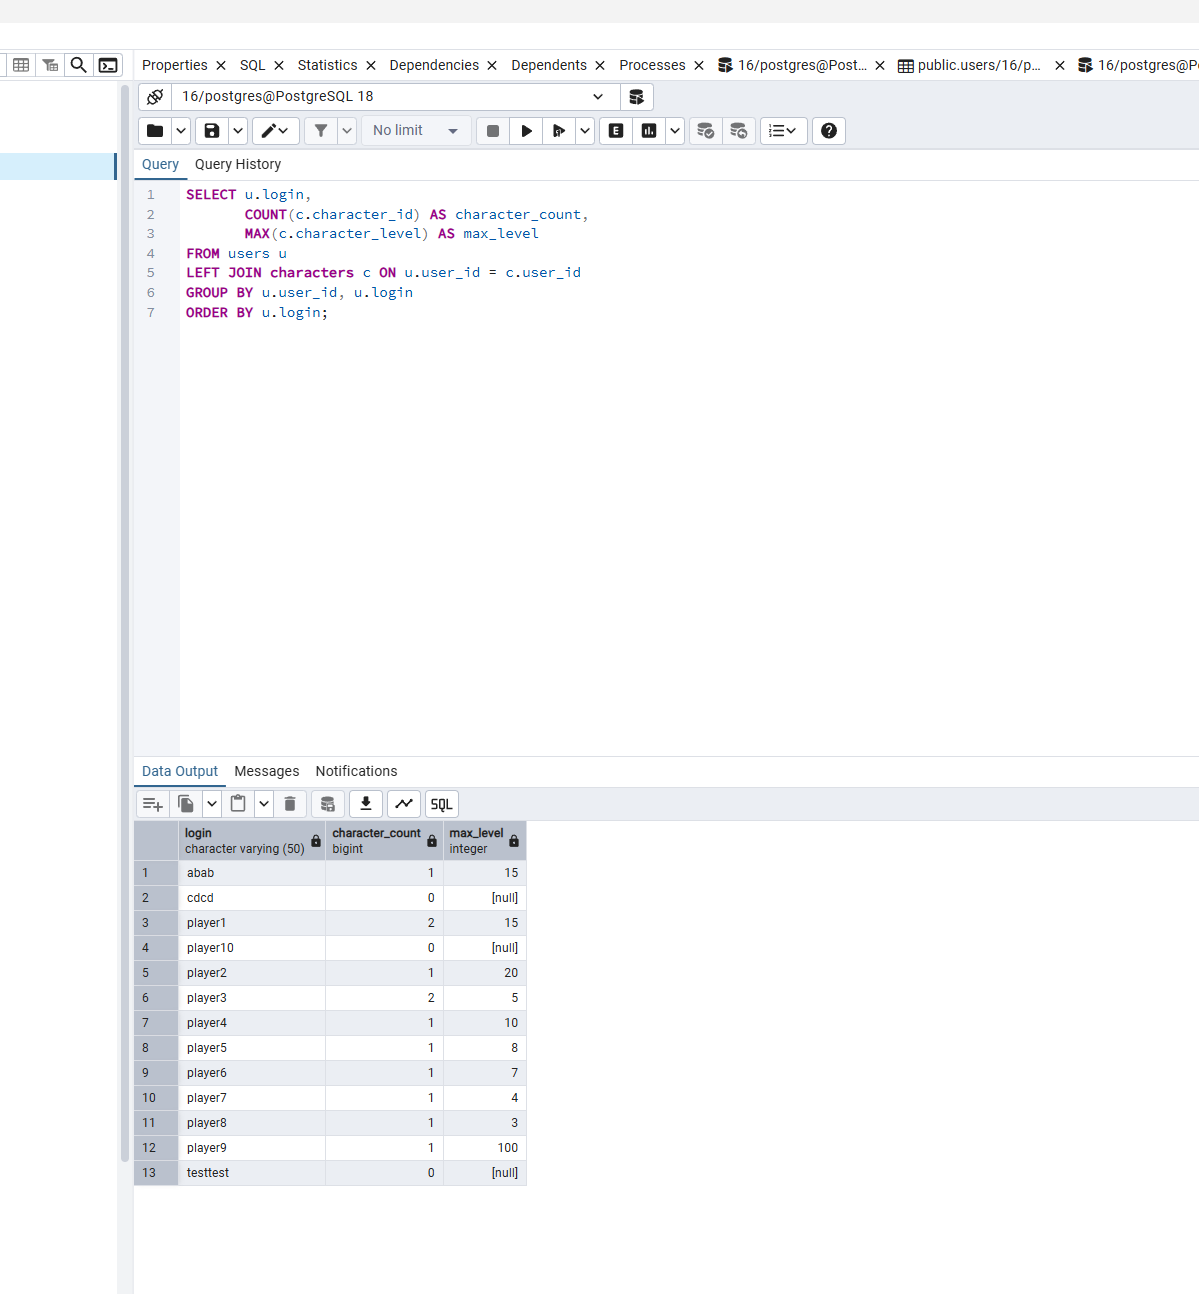 Properties SQL Statistics Dependencies Dependents Processes 16/postgres@Post... public.users/16/p... 16/postgres@P
16/postgres@PostgreSQL 18
No limit E
Query Query History
1 SELECT u.login,
2 COUNT(c.character_id) AS character_count,
3 MAX(c.character_level) AS max_level
4 FROM users u
5 LEFT JOIN characters c ON u.user_id = c.user_id
6 GROUP BY u.user_id, u.login
7 ORDER BY u.login;
Data Output Messages Notifications
SQL
login character_count max_level
character varying (50) bigint integer
1 abab 1 15
2 cdcd 0 [null]
3 player1 2 15
4 player10 0 [null]
5 player2 1 20
6 player3 2 5
7 player4 1 10
8 player5 1 8
9 player6 1 7
10 player7 1 4
11 player8 1 3
12 player9 1 100
13 testtest 0 [null]